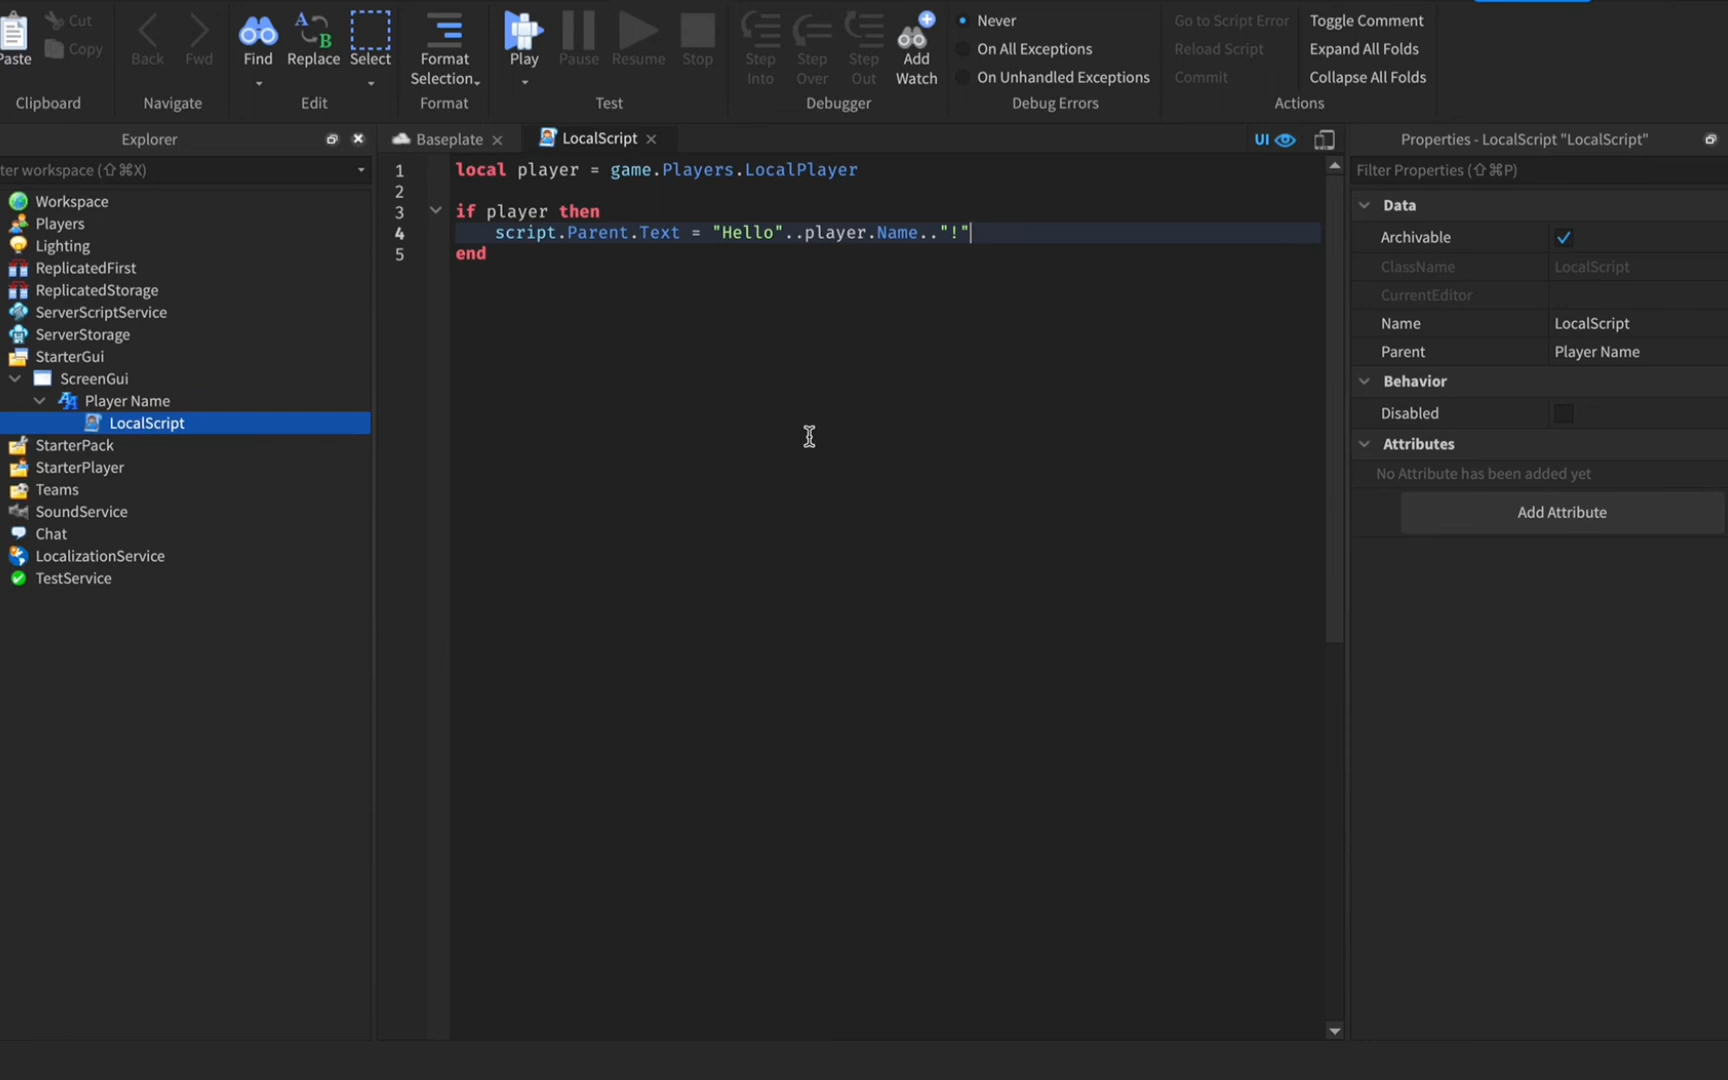 Paste
Cut
Copy
Clipboard
Back
Fwd
Navigate
Find
Replace
Select
Edit
Format
Selection
Format
Play
Pause
Resume
Stop
Test
Step
Into
Step
Over
Step
Out
Add
Watch
Debugger
Never
On All Exceptions
On Unhandled Exceptions
Debug Errors
Go to Script Error
Reload Script
Commit
Toggle Comment
Expand All Folds
Collapse All Folds
Actions
Explorer
ter workspace (⇧⌘X)
Workspace
Players
Lighting
ReplicatedFirst
ReplicatedStorage
ServerScriptService
ServerStorage
StarterGui
ScreenGui
Player Name
LocalScript
StarterPack
StarterPlayer
Teams
SoundService
Chat
LocalizationService
TestService
Baseplate
LocalScript
UI
1 local player = game.Players.LocalPlayer
2
3 if player then
4 script.Parent.Text = "Hello"..player.Name.."!"
5 end
Properties - LocalScript "LocalScript"
Filter Properties (⇧⌘P)
Data
Archivable
ClassName LocalScript
CurrentEditor
Name LocalScript
Parent Player Name
Behavior
Disabled
Attributes
No Attribute has been added yet
Add Attribute